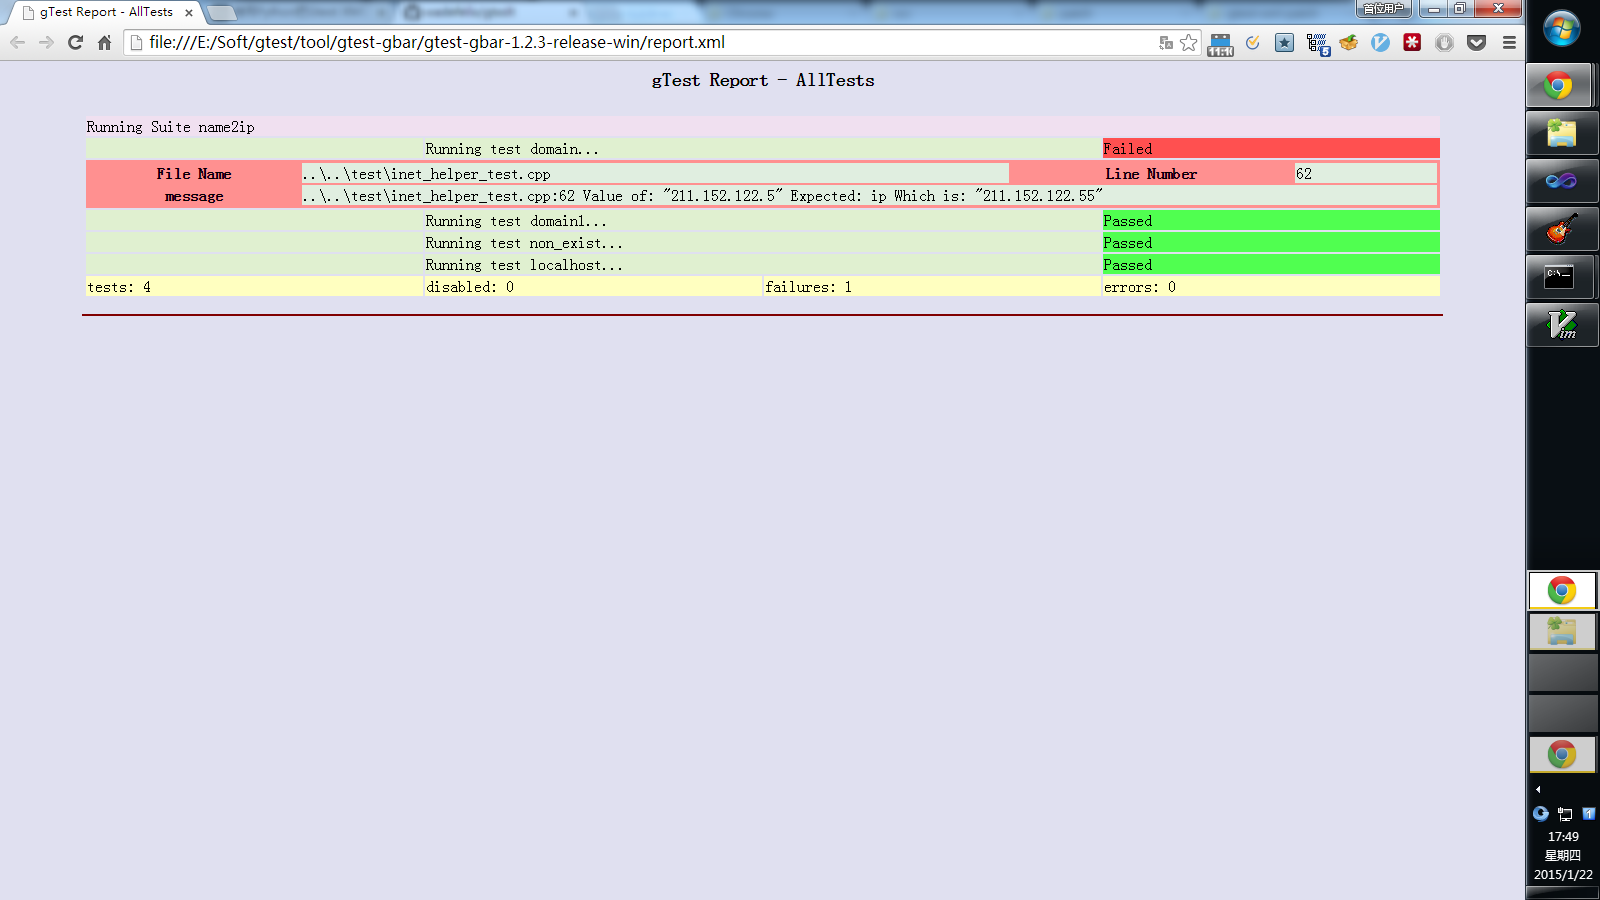 gTest Report - AllTests
首位用户
file:///E:/Soft/gtest/tool/gtest-gbar/gtest-gbar-1.2.3-release-win/report.xml
gTest Report - AllTests
Running Suite name2ip
Running test domain... Failed
File Name ..\..\test\inet_helper_test.cpp Line Number 62
message ..\..\test\inet_helper_test.cpp:62 Value of: "211.152.122.5" Expected: ip Which is: "211.152.122.55"
Running test domain1... Passed
Running test non_exist... Passed
Running test localhost... Passed
tests: 4 disabled: 0 failures: 1 errors: 0
17:49
星期四
2015/1/22